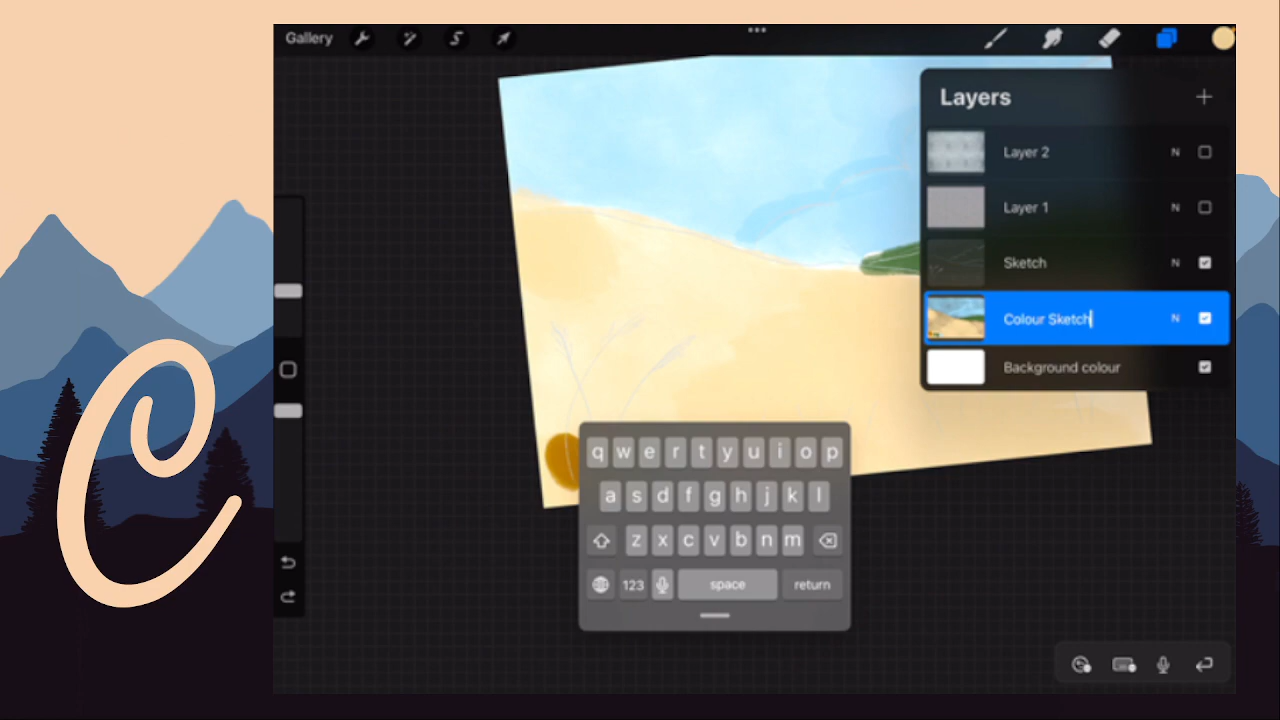 Gallery
Layers
Layer 2 N
Layer 1 N
Sketch N
Colour Sketch N
Background colour
C
q w e r t y u i o p
a s d f g h j k l
z x c v b n m
123 space return